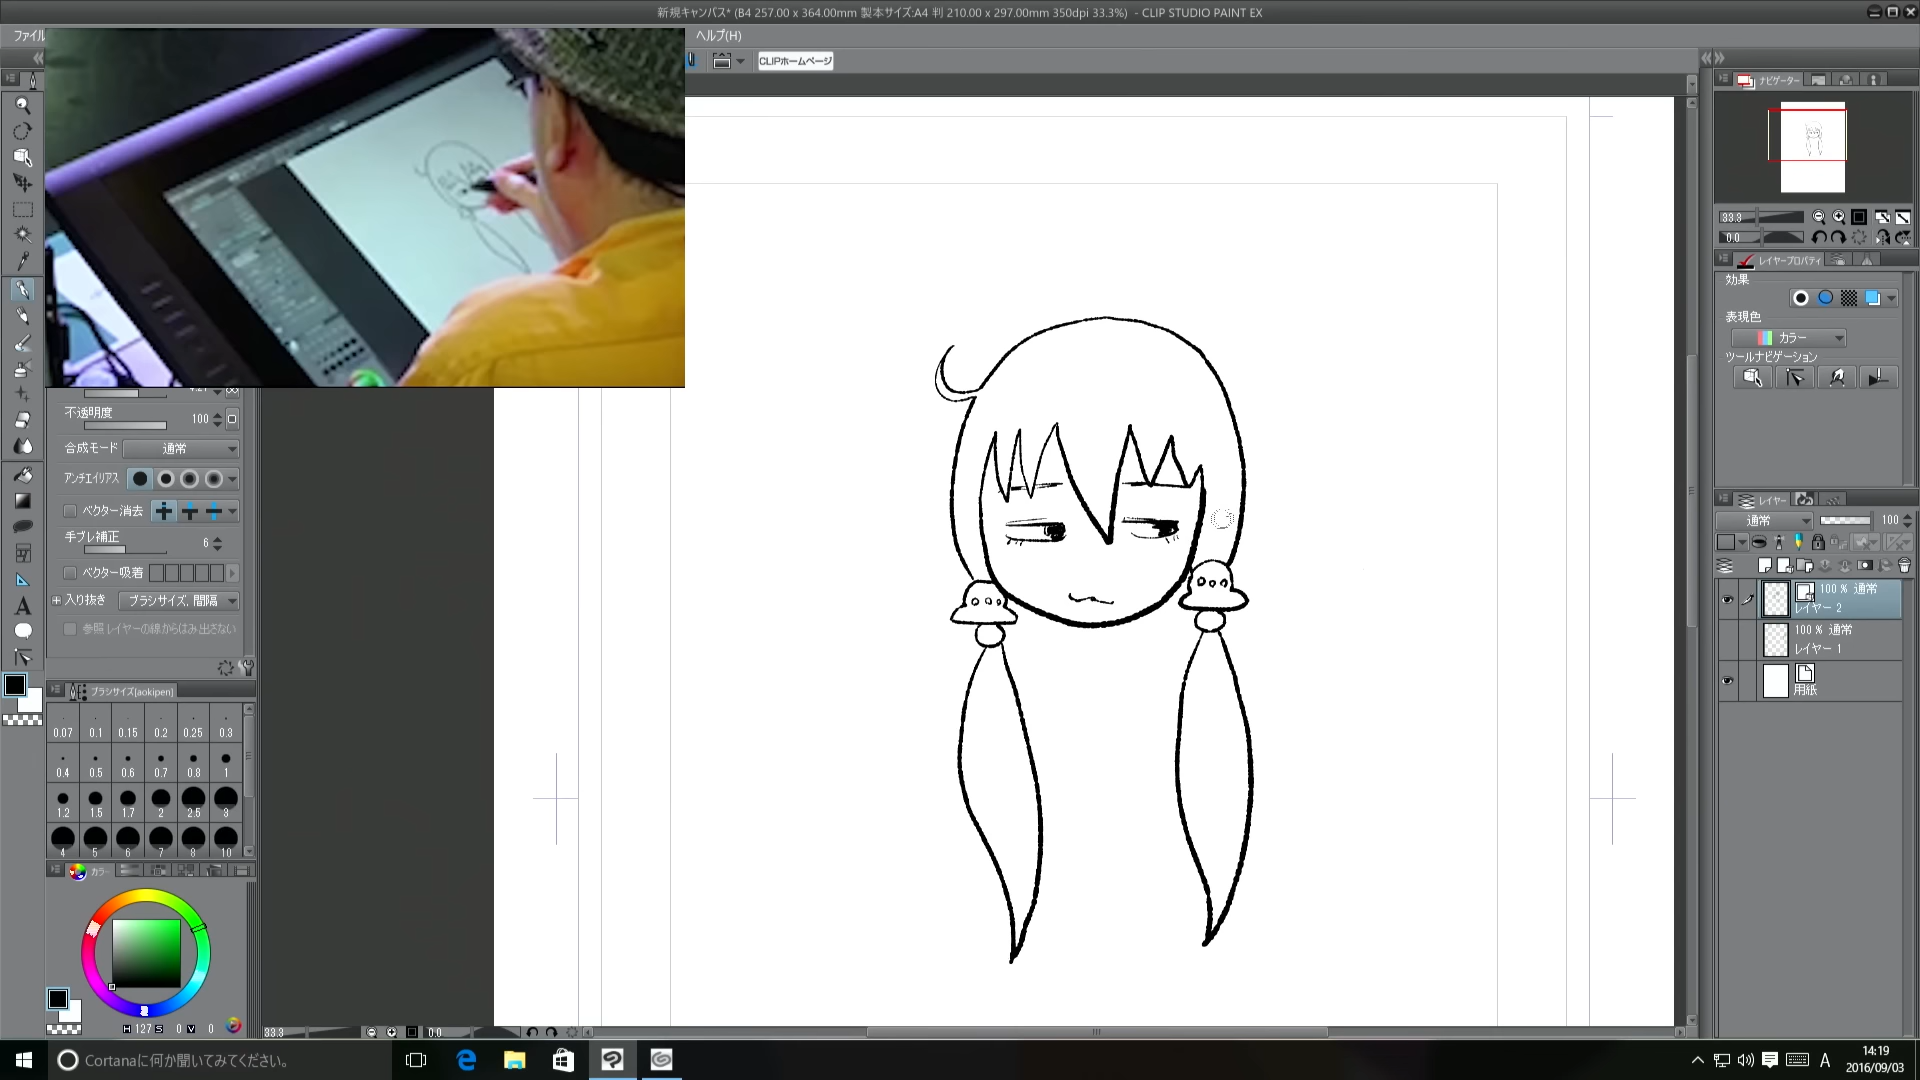 新規キャンバス* (B4 257.00 x 364.00mm 製本サイズ:A4 判 210.00 x 297.00mm 350dpi 33.3%) - CLIP STUDIO PAINT EX
ファイル
ヘルプ(H)
CLIPホームページ
ナビゲーター
33.3
0.0
レイヤープロパティ
効果
表現色
カラー
ツールナビゲーション
不透明度
100
合成モード
通常
アンチエイリアス
ベクター消去
手ブレ補正
6
ベクター吸着
入り抜き
ブラシサイズ, 間隔
参照レイヤーの線からはみ出さない
ブラシサイズ[aokipen]
0.07 0.1 0.15 0.2 0.25 0.3
0.4 0.5 0.6 0.7 0.8 1
1.2 1.5 1.7 2 2.5 3
4 5 6 7 8 10
カラー
H 127 S 0 V 0
レイヤー
通常
100
100 % 通常
レイヤー 2
100 % 通常
レイヤー 1
用紙
33.3
0.0
Cortanaに何か聞いてみてください。
A
14:19
2016/09/03